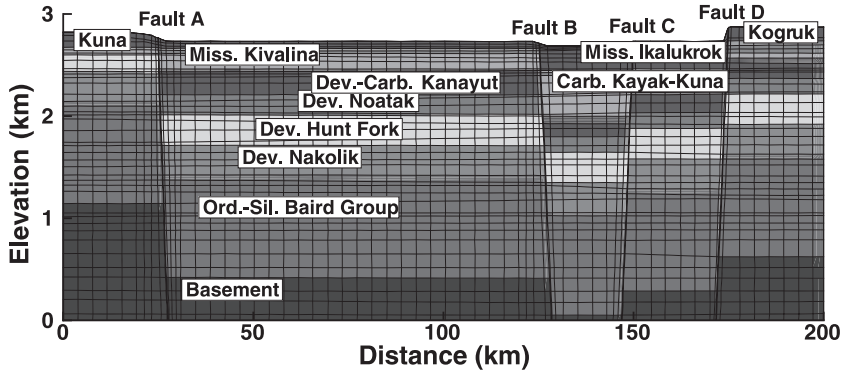 Fault A
Fault B
Fault C
Fault D
Kuna
Kogruk
Miss. Kivalina
Miss. Ikalukrok
Dev.-Carb. Kanayut
Carb. Kayak-Kuna
Dev. Noatak
Dev. Hunt Fork
Dev. Nakolik
Ord.-Sil. Baird Group
Basement
Elevation (km)
3
2
1
0
0 50 100 150 200
Distance (km)